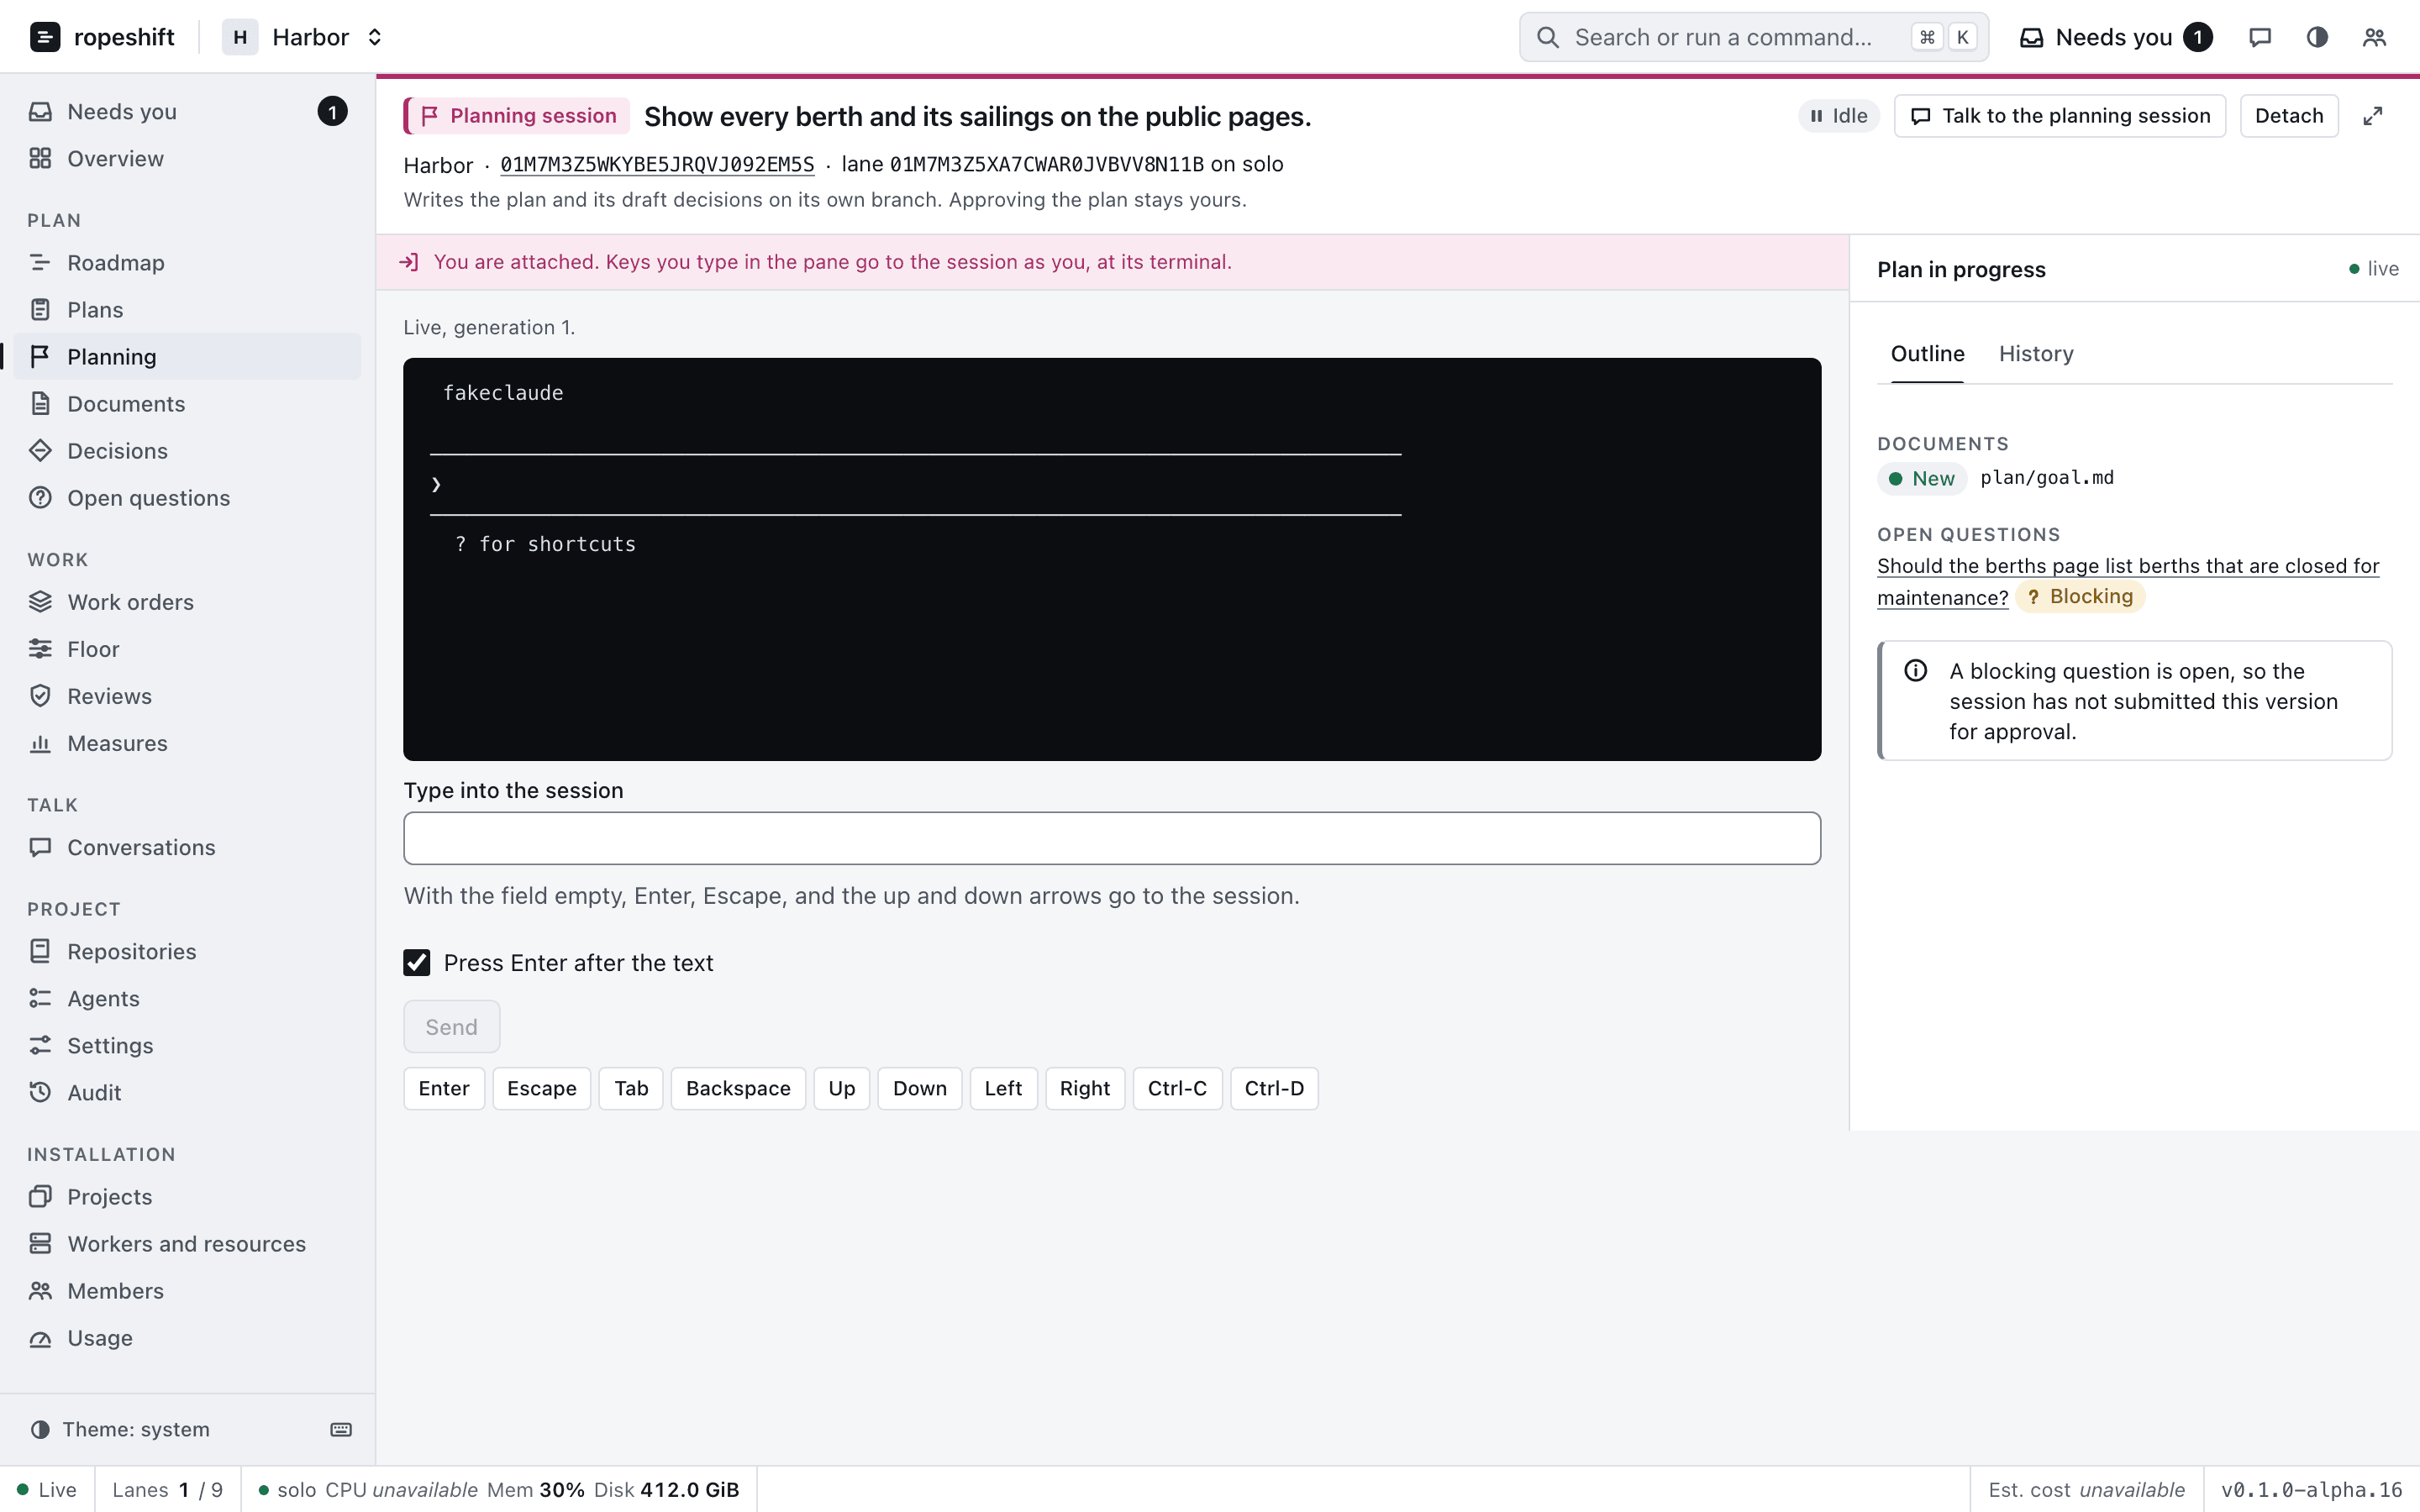 ropeshift
H Harbor
Search or run a command... ⌘ K
Needs you 1
Needs you 1
Overview
PLAN
Roadmap
Plans
Planning
Documents
Decisions
Open questions
WORK
Work orders
Floor
Reviews
Measures
TALK
Conversations
PROJECT
Repositories
Agents
Settings
Audit
INSTALLATION
Projects
Workers and resources
Members
Usage
Theme: system
Planning session Show every berth and its sailings on the public pages.
Idle
Talk to the planning session
Detach
Harbor · 01M7M3Z5WKYBE5JRQVJ092EM5S · lane 01M7M3Z5XA7CWAR0JVBVV8N11B on solo
Writes the plan and its draft decisions on its own branch. Approving the plan stays yours.
You are attached. Keys you type in the pane go to the session as you, at its terminal.
Live, generation 1.
fakeclaude
❯
? for shortcuts
Type into the session
With the field empty, Enter, Escape, and the up and down arrows go to the session.
Press Enter after the text
Send
Enter Escape Tab Backspace Up Down Left Right Ctrl-C Ctrl-D
Plan in progress
live
Outline History
DOCUMENTS
New plan/goal.md
OPEN QUESTIONS
Should the berths page list berths that are closed for
maintenance? ? Blocking
A blocking question is open, so the
session has not submitted this version
for approval.
Live
Lanes 1 / 9
solo CPU unavailable Mem 30% Disk 412.0 GiB
Est. cost unavailable
v0.1.0-alpha.16